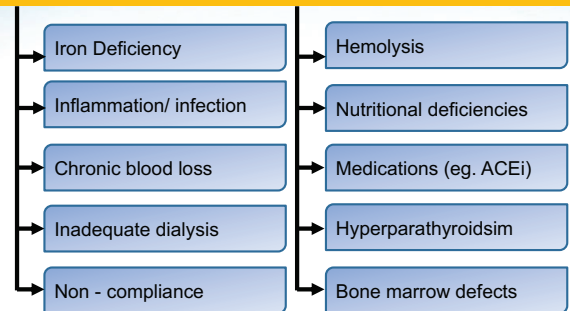 Iron Deficiency
Inflammation/ infection
Chronic blood loss
Inadequate dialysis
Non - compliance
Hemolysis
Nutritional deficiencies
Medications (eg. ACEi)
Hyperparathyroidsim
Bone marrow defects